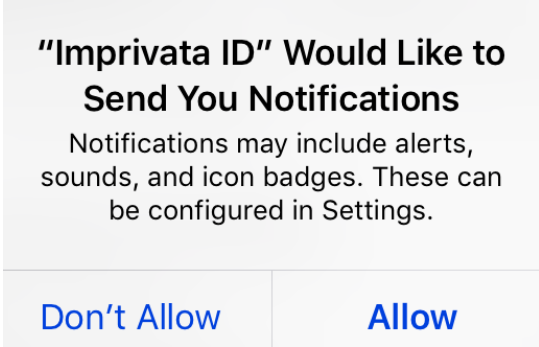 “Imprivata ID” Would Like to
Send You Notifications
Notifications may include alerts,
sounds, and icon badges. These can
be configured in Settings.
Don’t Allow
Allow